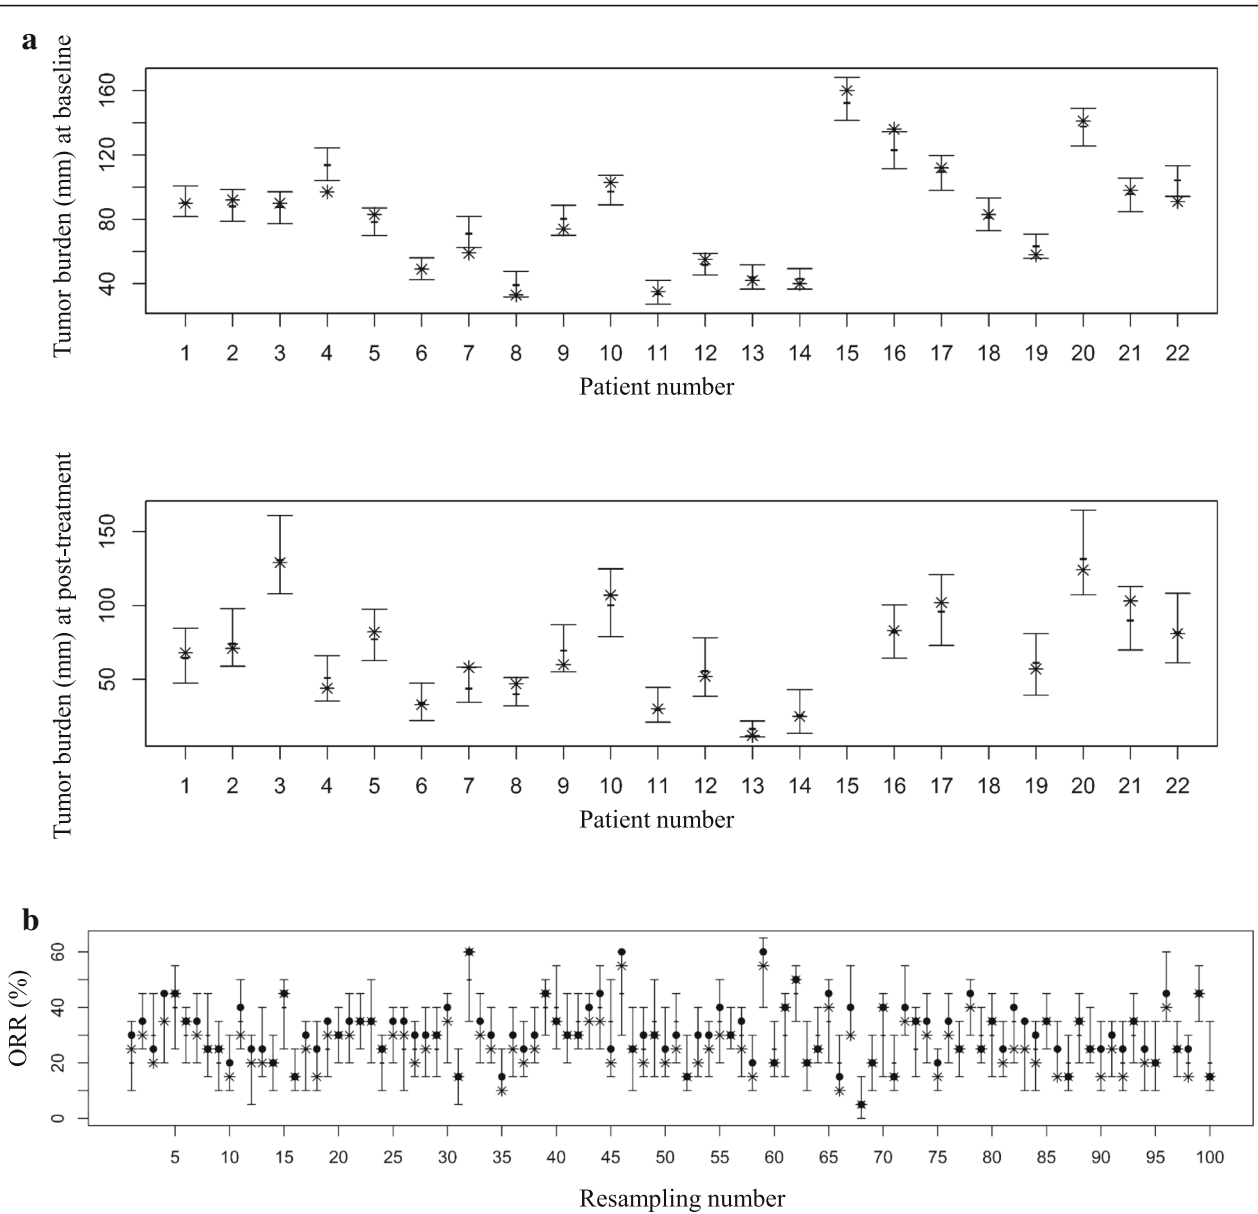 a
Tumor burden (mm) at baseline
160
120
80
40
1 2 3 4 5 6 7 8 9 10 11 12 13 14 15 16 17 18 19 20 21 22
Patient number
Tumor burden (mm) at post-treatment
150
100
50
1 2 3 4 5 6 7 8 9 10 11 12 13 14 15 16 17 18 19 20 21 22
Patient number
b
ORR (%)
60
40
20
0
5 10 15 20 25 30 35 40 45 50 55 60 65 70 75 80 85 90 95 100
Resampling number